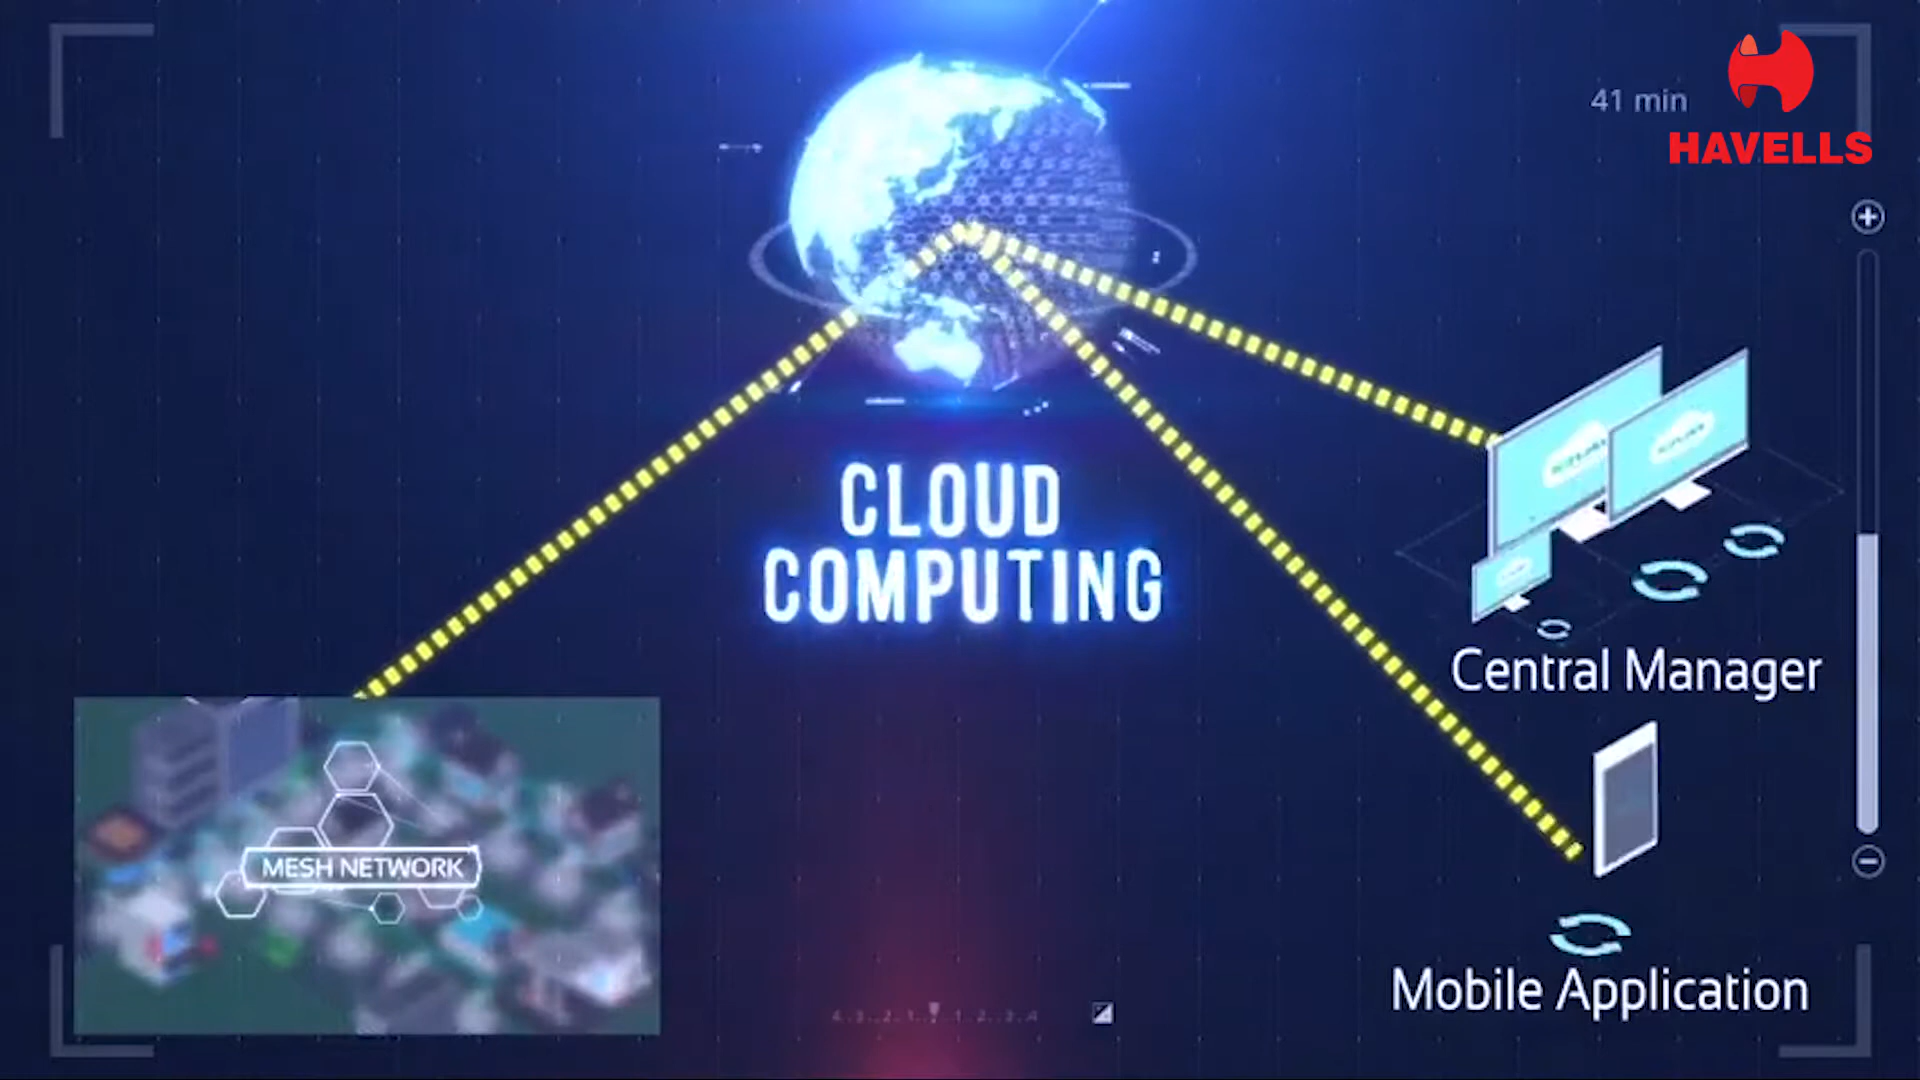 41 min
HAVELLS
CLOUD
COMPUTING
Central Manager
MESH NETWORK
Mobile Application